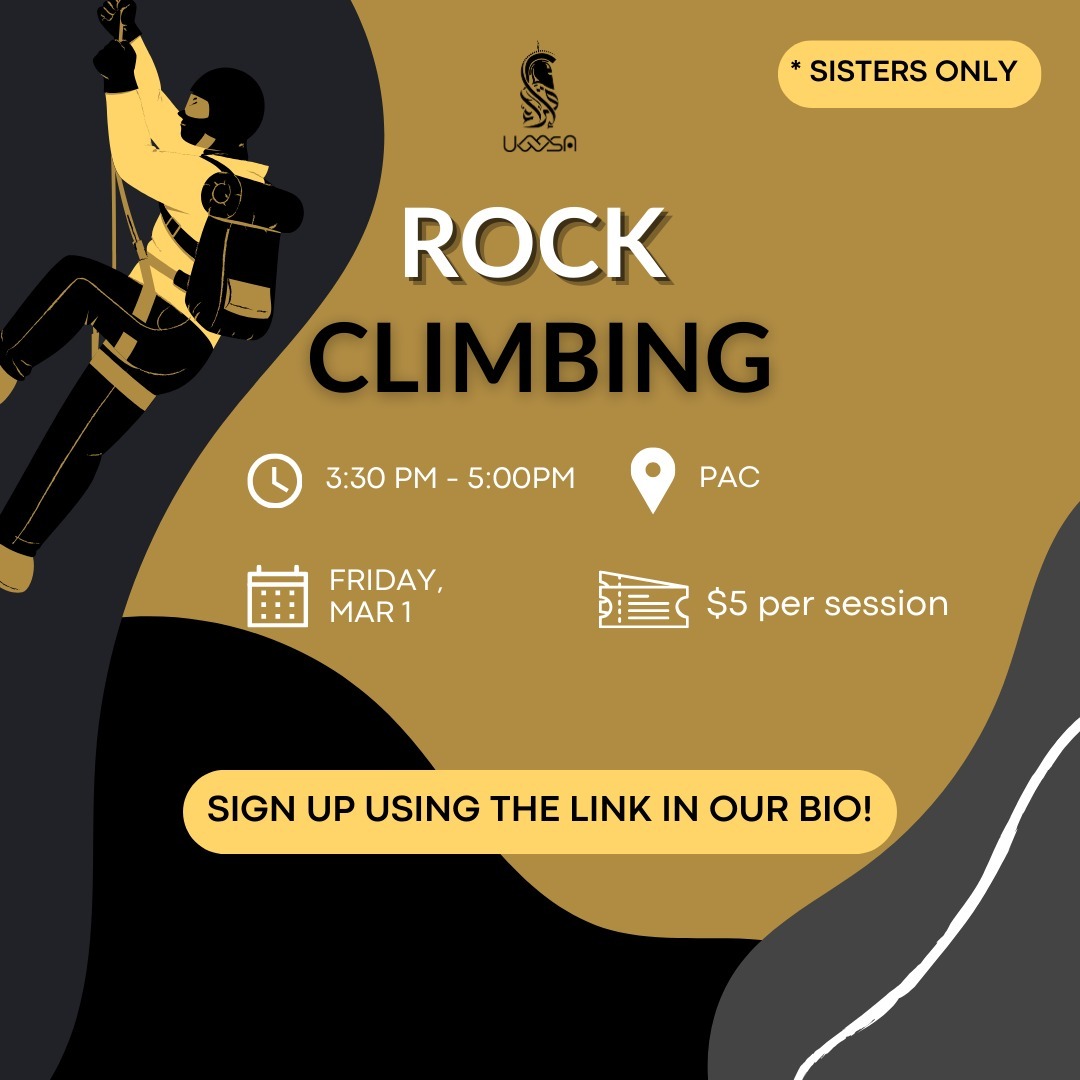 * SISTERS ONLY
ROCK
CLIMBING
3:30 PM - 5:00PM
PAC
FRIDAY,
MAR 1
$5 per session
SIGN UP USING THE LINK IN OUR BIO!